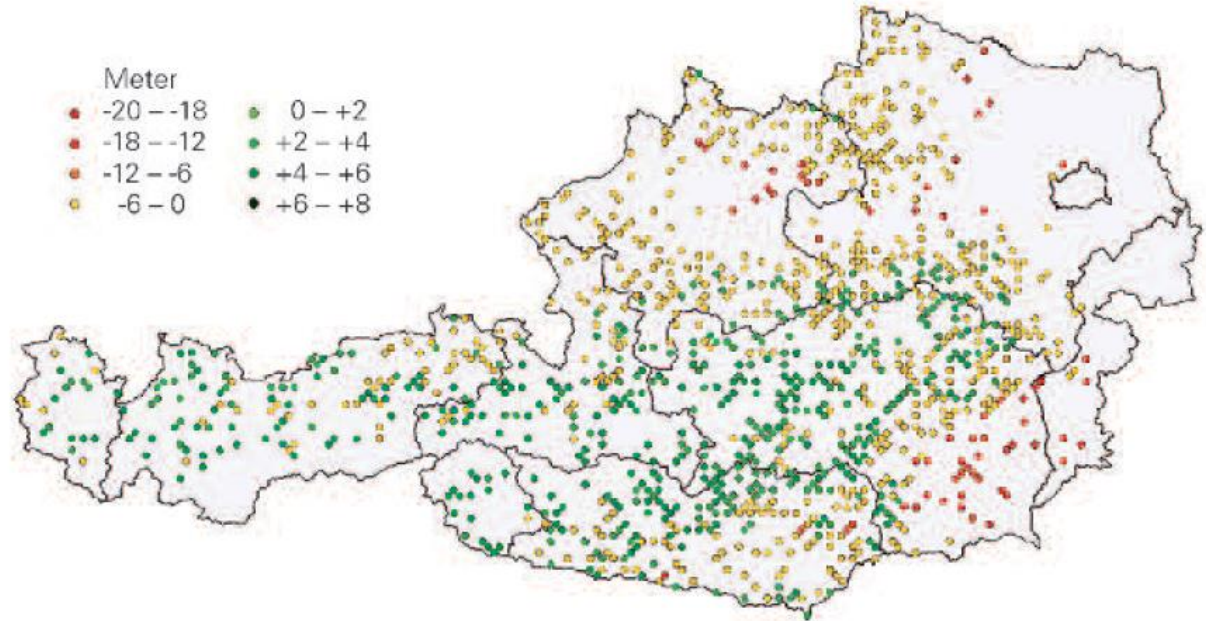 Meter
-20 – -18
-18 – -12
-12 – -6
-6 – 0
0 – +2
+2 – +4
+4 – +6
+6 – +8